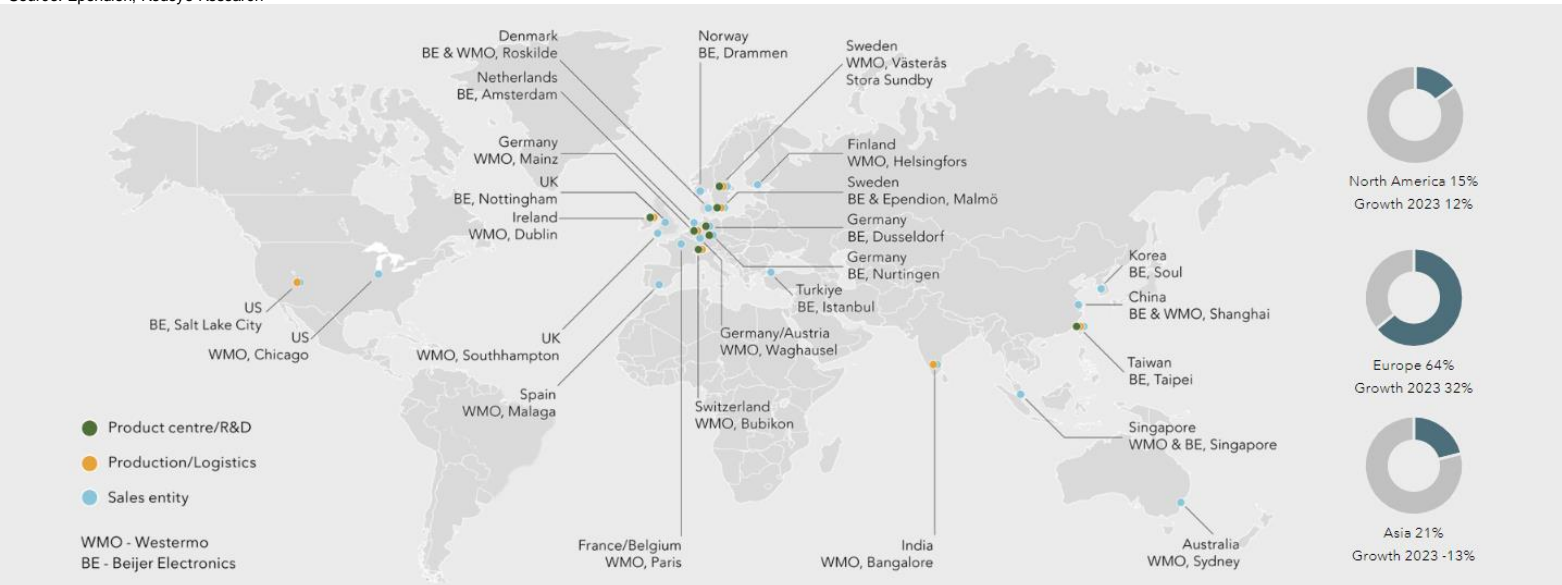 Denmark
BE & WMO, Roskilde
Netherlands
BE, Amsterdam
Germany
WMO, Mainz
UK
BE, Nottingham
Ireland
WMO, Dublin
US
BE, Salt Lake City
US
WMO, Chicago
UK
WMO, Southhampton
Spain
WMO, Malaga
Norway
BE, Drammen
Sweden
WMO, Västerås
Stora Sundby
Finland
WMO, Helsingfors
Sweden
BE & Ependion, Malmö
Germany
BE, Dusseldorf
Germany
BE, Nurtingen
Turkiye
BE, Istanbul
Germany/Austria
WMO, Waghausel
Switzerland
WMO, Bubikon
France/Belgium
WMO, Paris
India
WMO, Bangalore
Korea
BE, Soul
China
BE & WMO, Shanghai
Taiwan
BE, Taipei
Singapore
WMO & BE, Singapore
Australia
WMO, Sydney
Product centre/R&D
Production/Logistics
Sales entity
WMO - Westermo
BE - Beijer Electronics
North America 15%
Growth 2023 12%
Europe 64%
Growth 2023 32%
Asia 21%
Growth 2023 -13%